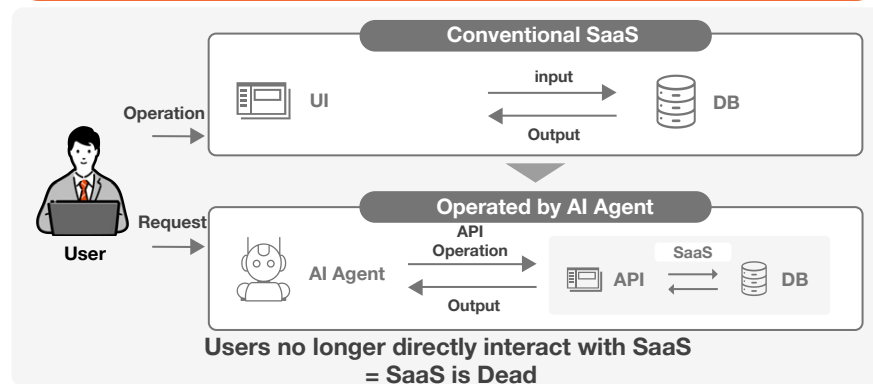 Conventional SaaS
input
UI
DB
Operation
Output
Operated by AI Agent
Request
API
Operation
SaaS
User
AI Agent
API
DB
Output
Users no longer directly interact with SaaS
= SaaS is Dead